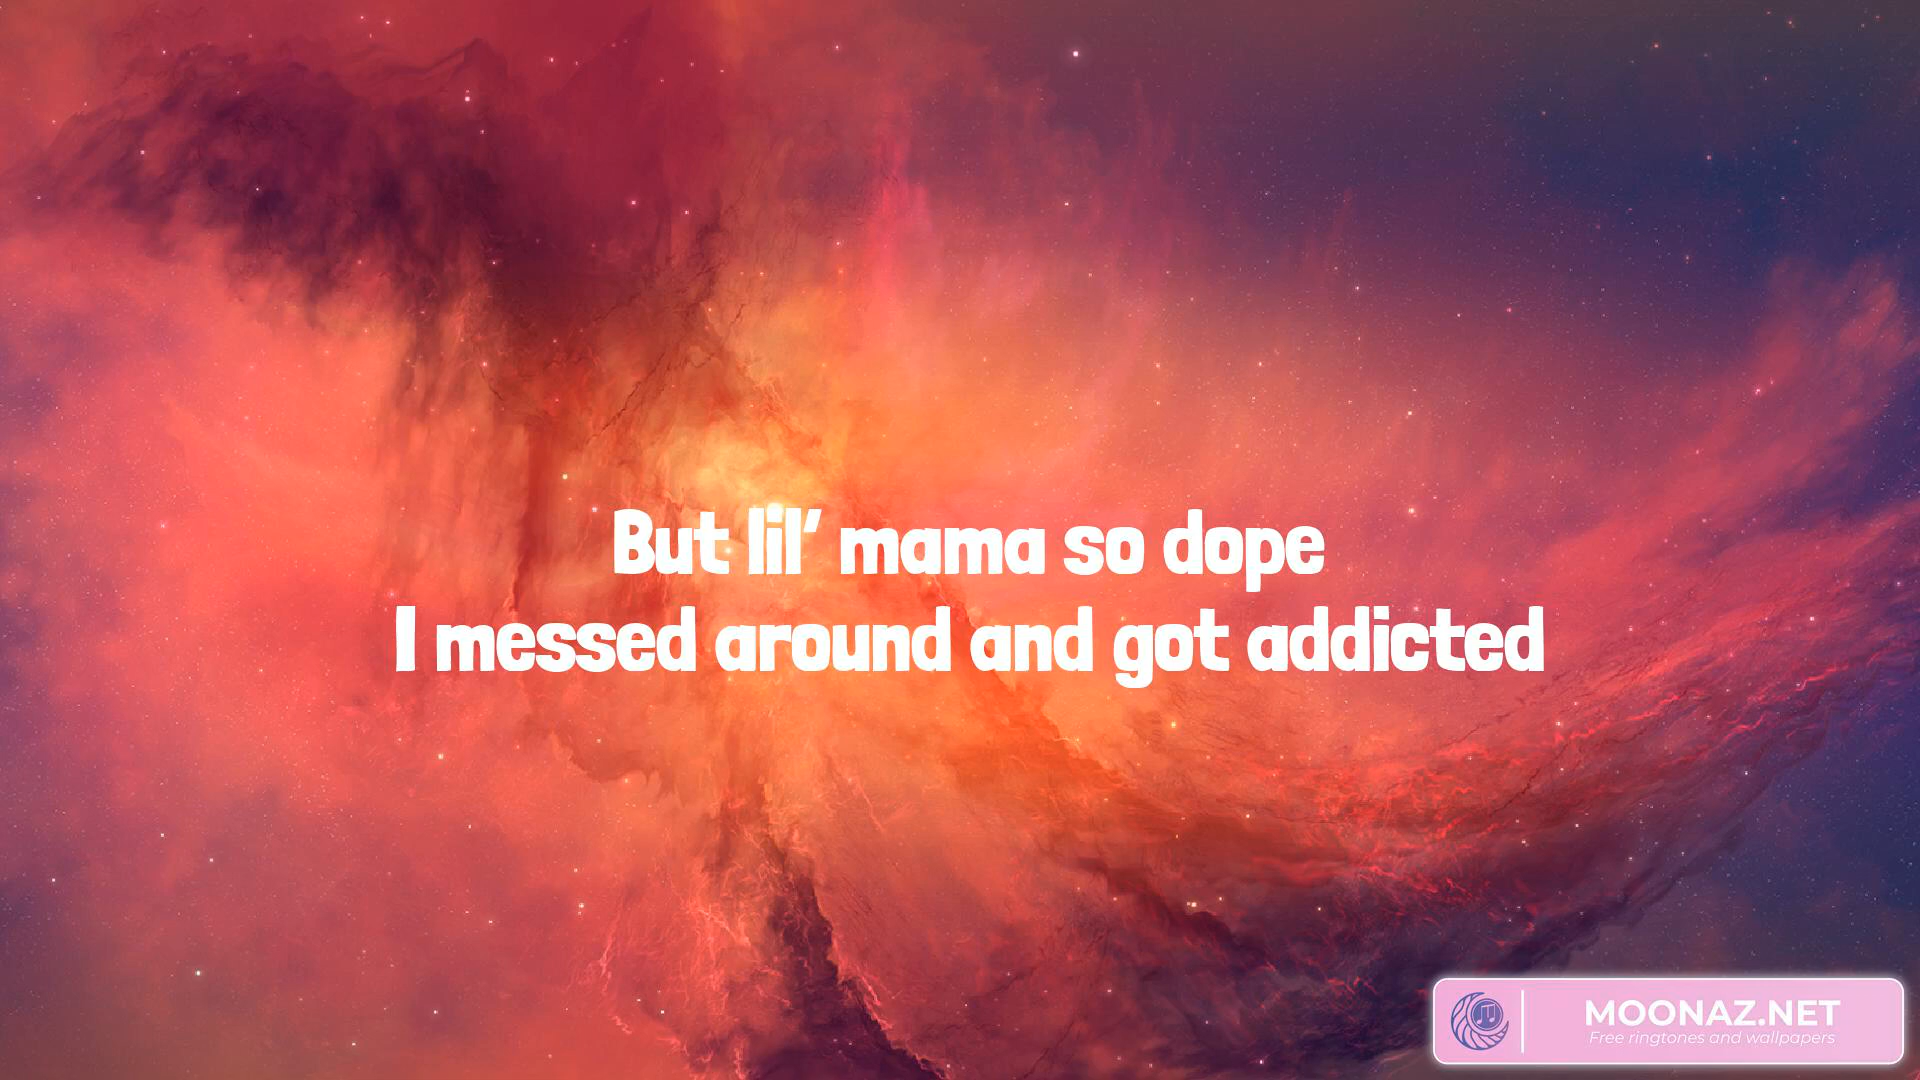 But lil' mama so dope
I messed around and got addicted
MOONAZ.NET
Free ringtones and wallpapers